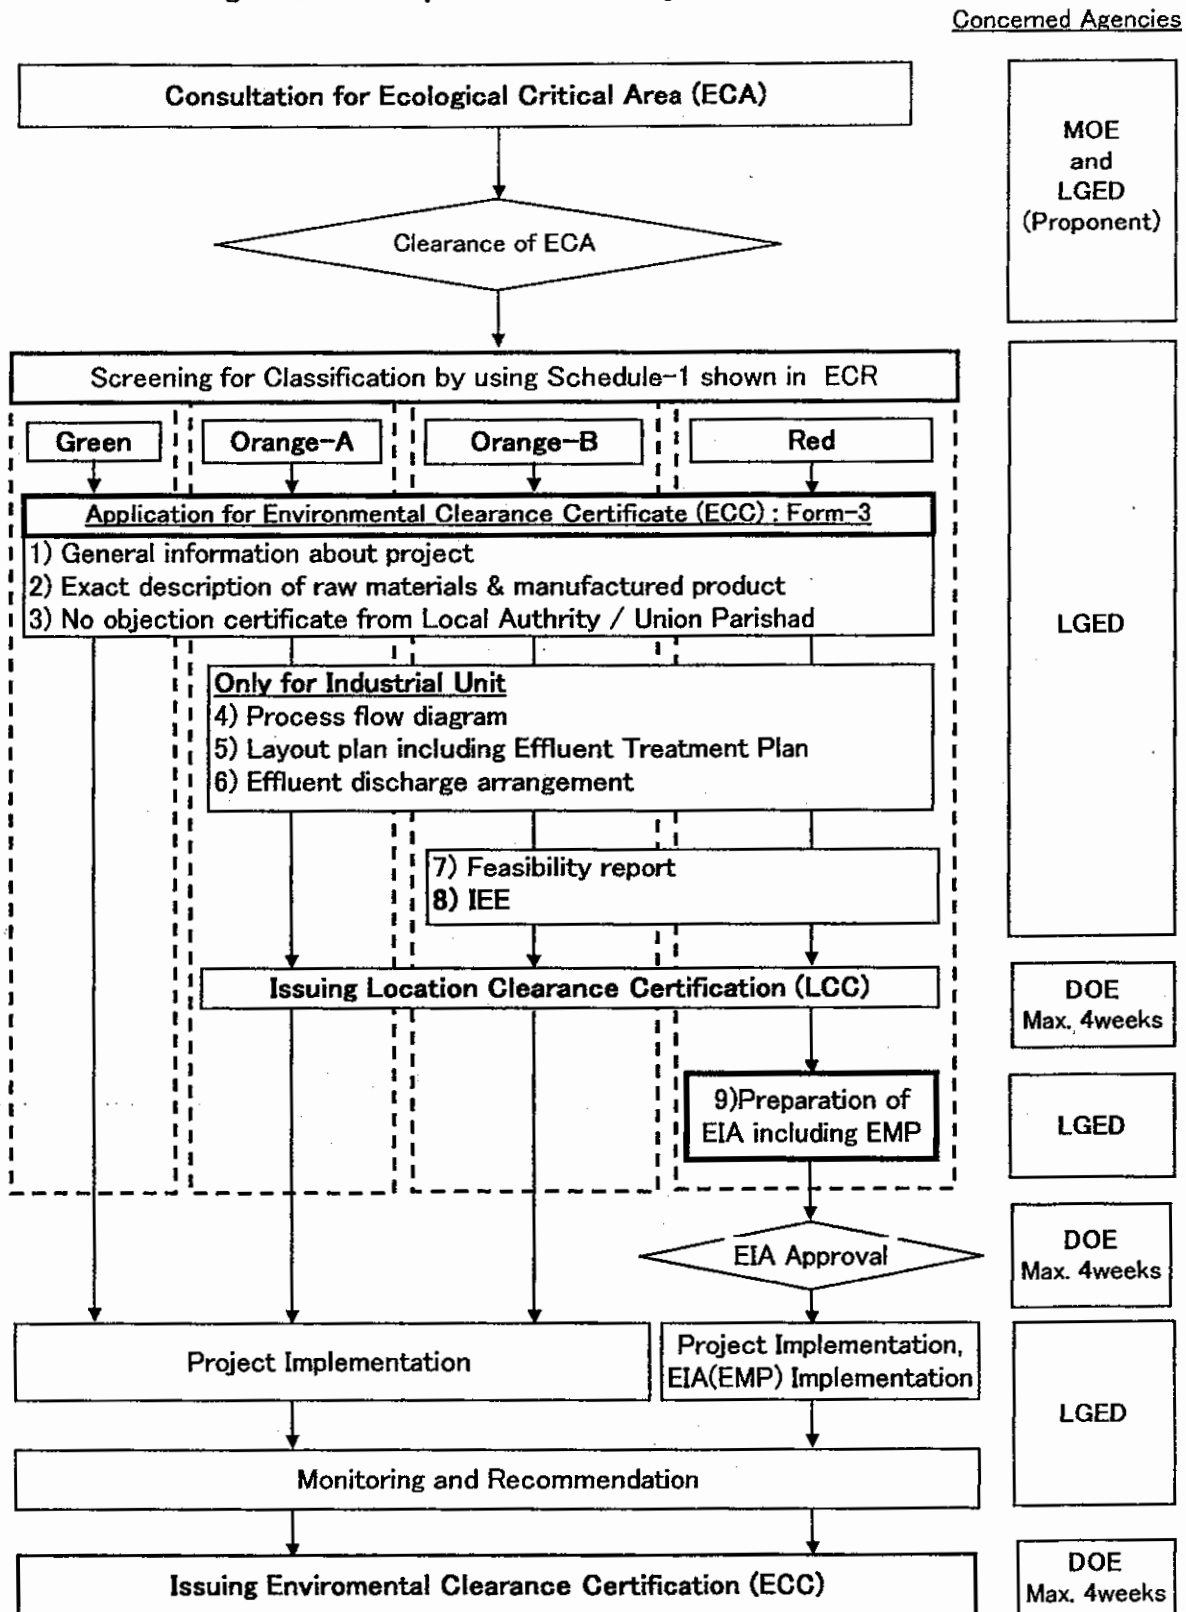 Concerned Agencies
Consultation for Ecological Critical Area (ECA)
MOE
and
LGED
(Proponent)
Clearance of ECA
Screening for Classification by using Schedule-1 shown in ECR
Green
Orange-A
Orange-B
Red
Application for Environmental Clearance Certificate (ECC) : Form-3
1) General information about project
2) Exact description of raw materials & manufactured product
3) No objection certificate from Local Authrity / Union Parishad
LGED
Only for Industrial Unit
4) Process flow diagram
5) Layout plan including Effluent Treatment Plan
6) Effluent discharge arrangement
7) Feasibility report
8) IEE
Issuing Location Clearance Certification (LCC)
DOE
Max. 4weeks
9)Preparation of
EIA including EMP
LGED
EIA Approval
DOE
Max. 4weeks
Project Implementation
Project Implementation,
EIA(EMP) Implementation
LGED
Monitoring and Recommendation
Issuing Enviromental Clearance Certification (ECC)
DOE
Max. 4weeks